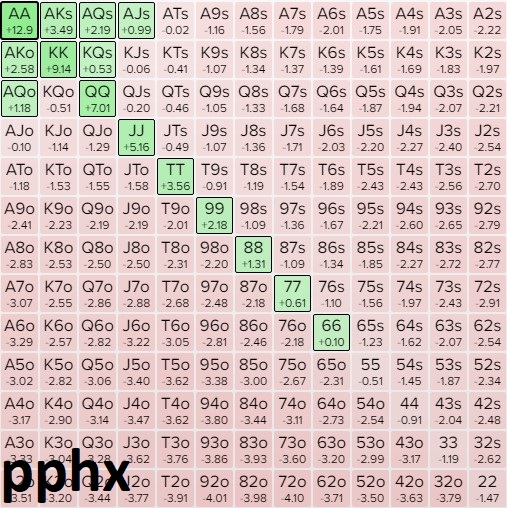 AA AKs AQs AJs ATs A9s A8s A7s A6s A5s A4s A3s A2s
+12.9 +3.49 +2.19 +0.99 -0.02 -1.16 -1.56 -1.79 -2.01 -1.75 -1.91 -2.05 -2.22
AKo KK KQs KJs KTs K9s K8s K7s K6s K5s K4s K3s K2s
+2.58 +9.14 +0.53 -0.06 -0.41 -1.07 -1.34 -1.37 -1.39 -1.61 -1.69 -1.83 -1.97
AQo KQo QQ QJs QTs Q9s Q8s Q7s Q6s Q5s Q4s Q3s Q2s
+1.18 -0.51 +7.01 -0.20 -0.46 -1.05 -1.33 -1.68 -1.64 -1.87 -1.94 -2.07 -2.21
AJo KJo QJo JJ JTs J9s J8s J7s J6s J5s J4s J3s J2s
-0.10 -1.14 -1.29 +5.16 -0.49 -1.07 -1.36 -1.71 -2.03 -2.20 -2.27 -2.40 -2.54
ATo KTo QTo JTo TT T9s T8s T7s T6s T5s T4s T3s T2s
-1.18 -1.53 -1.55 -1.58 +3.56 -0.91 -1.19 -1.54 -1.89 -2.43 -2.43 -2.56 -2.70
A9o K9o Q9o J9o T9o 99 98s 97s 96s 95s 94s 93s 92s
-2.41 -2.23 -2.19 -2.19 -2.01 +2.18 -1.09 -1.36 -1.67 -2.21 -2.60 -2.65 -2.79
A8o K8o Q8o J8o T8o 98o 88 87s 86s 85s 84s 83s 82s
-2.83 -2.53 -2.50 -2.50 -2.31 -2.20 +1.31 -1.09 -1.34 -1.85 -2.27 -2.72 -2.77
A7o K7o Q7o J7o T7o 97o 87o 77 76s 75s 74s 73s 72s
-3.07 -2.55 -2.86 -2.88 -2.68 -2.48 -2.18 +0.61 -1.10 -1.56 -1.97 -2.43 -2.91
A6o K6o Q6o J6o T6o 96o 86o 76o 66 65s 64s 63s 62s
-3.29 -2.57 -2.82 -3.22 -3.05 -2.81 -2.46 -2.18 +0.10 -1.23 -1.62 -2.07 -2.54
A5o K5o Q5o J5o T5o 95o 85o 75o 65o 55 54s 53s 52s
-3.02 -2.82 -3.06 -3.40 -3.62 -3.38 -3.00 -2.67 -2.31 -0.51 -1.45 -1.87 -2.34
A4o K4o Q4o J4o T4o 94o 84o 74o 64o 54o 44 43s 42s
-3.17 -2.90 -3.14 -3.47 -3.62 -3.80 -3.44 -3.11 -2.73 -2.54 -0.91 -2.04 -2.48
A3o K3o Q3o J3o T3o 93o 83o 73o 63o 53o 43o 33 32s
-3.28 -3.62 -3.76 -3.86 -3.93 -3.60 -3.20 -2.99 -3.17 -1.19 -2.62
pphx
J2o T2o 92o 82o 72o 62o 52o 42o 32o 22
-3.20 -3.44 -3.77 -3.91 -4.01 -3.98 -4.10 -3.71 -3.50 -3.63 -3.79 -1.47